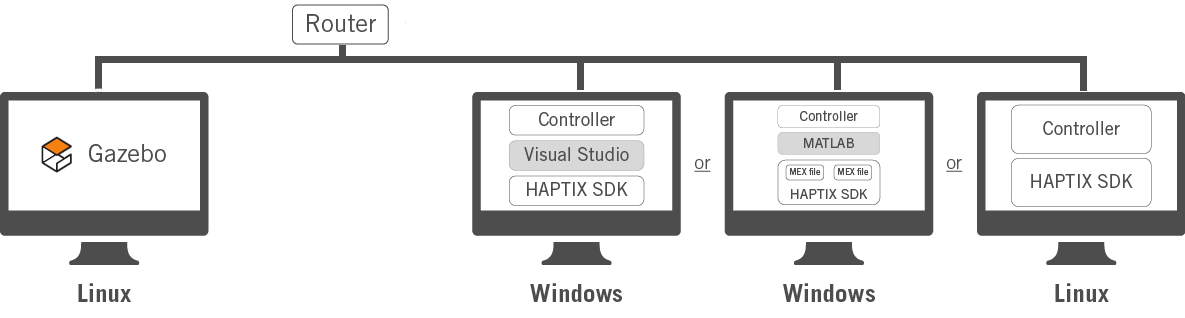 Router
Gazebo
Linux
Controller
Visual Studio
HAPTIX SDK
Windows
or
Controller
MATLAB
MEX file MEX file
HAPTIX SDK
Windows
or
Controller
HAPTIX SDK
Linux